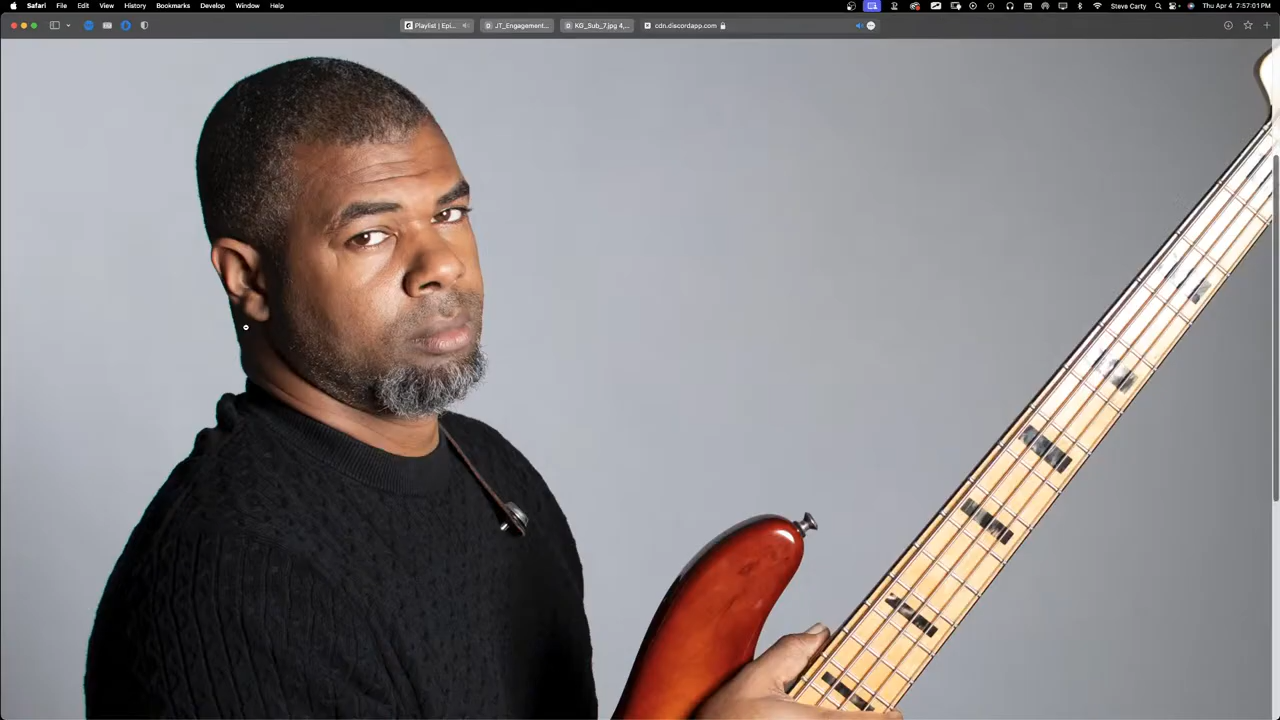 Safari File Edit View History Bookmarks Develop Window Help Steve Carty Thu Apr 4 7:57:01 PM
Playlist | Epi... JT_Engagement... KG_Sub_7.jpg 4,... cdn.discordapp.com